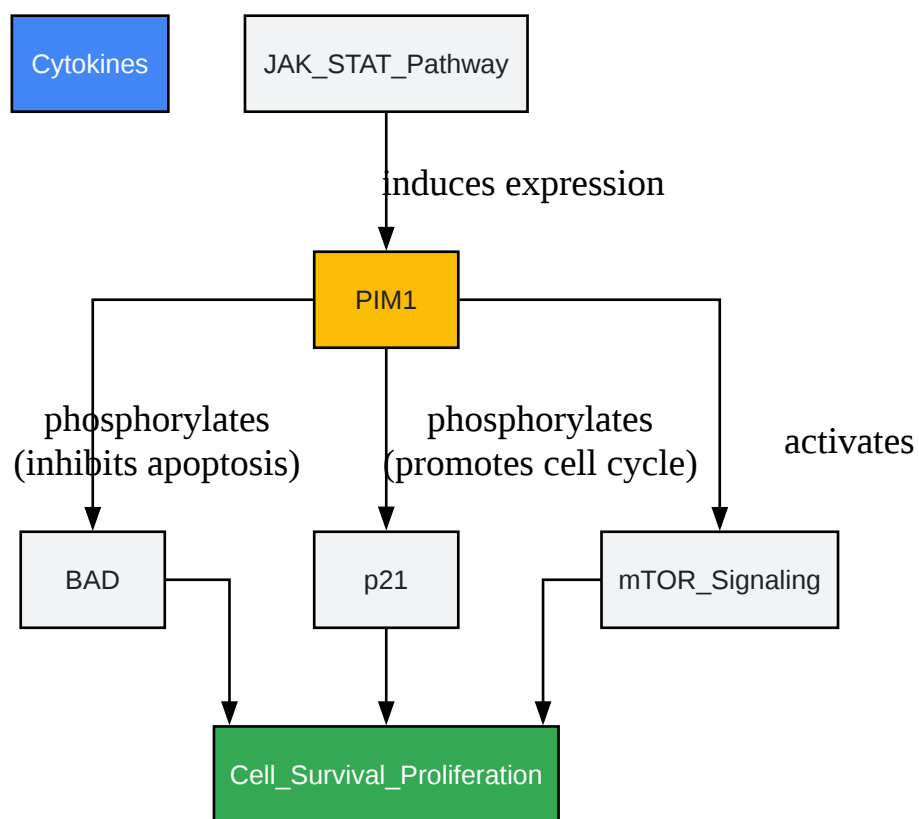 Cytokines
JAK_STAT_Pathway
induces expression
PIM1
phosphorylates
(inhibits apoptosis)
phosphorylates
(promotes cell cycle)
activates
BAD
p21
mTOR_Signaling
Cell_Survival_Proliferation